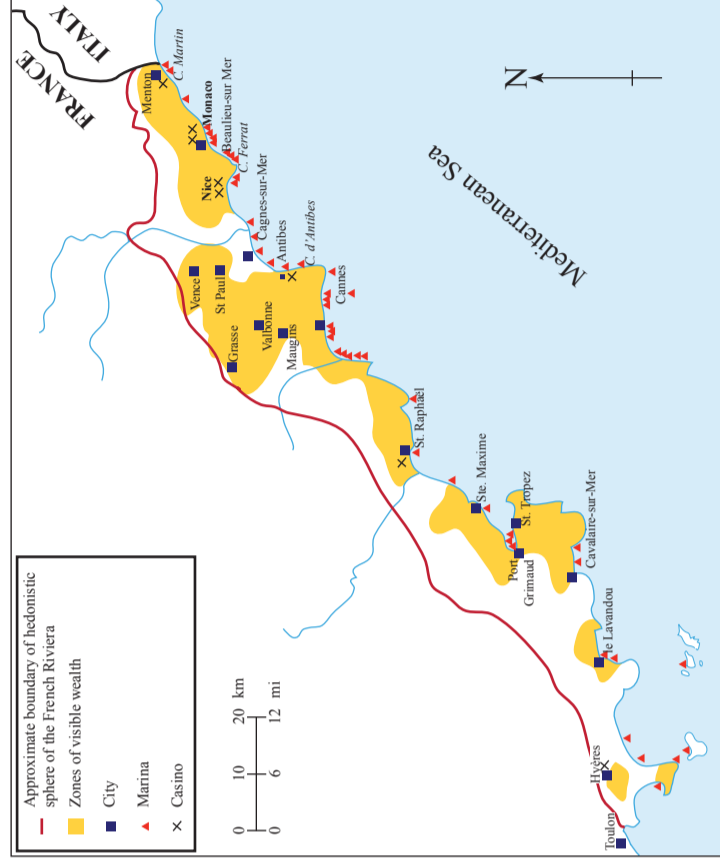 Approximate boundary of hedonistic
sphere of the French Riviera
Zones of visible wealth
City
Marina
Casino
0 10 20 km
0 6 12 mi
FRANCE
ITALY
N
Mediterranean Sea
Menton
C. Martin
Monaco
Beaulieu-sur Mer
C. Ferrat
Nice
Cagnes-sur-Mer
Antibes
C. d'Antibes
Vence
St Paul
Grasse
Valbonne
Maugins
Cannes
St. Raphaël
Ste. Maxime
St. Tropez
Port
Grimaud
Cavalaire-sur-Mer
le Lavandou
Hyères
Toulon